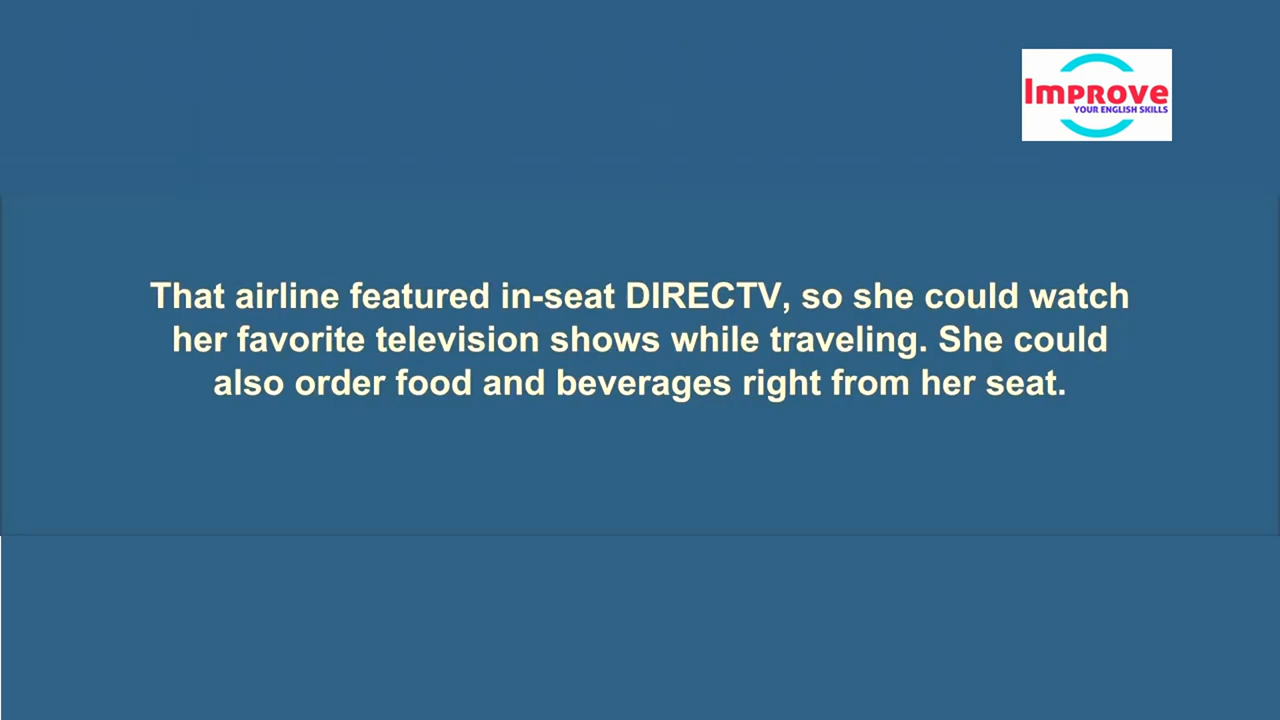 Improve
YOUR ENGLISH SKILLS
That airline featured in-seat DIRECTV, so she could watch
her favorite television shows while traveling. She could
also order food and beverages right from her seat.